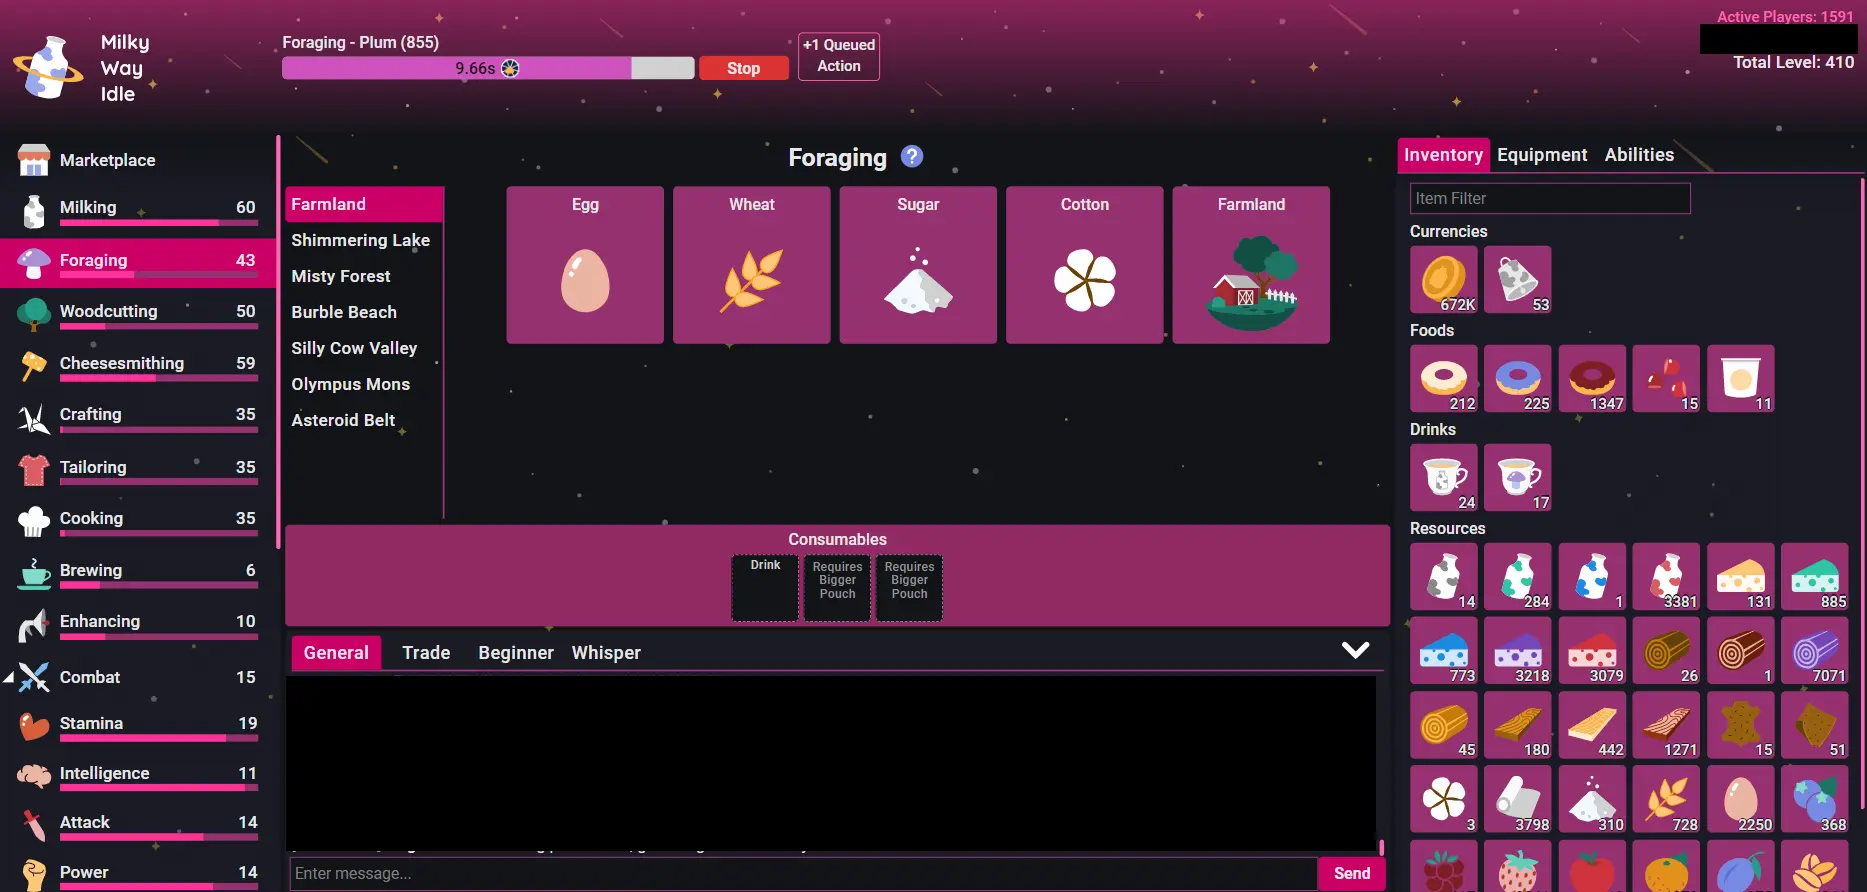 Milky
Way
Idle
Foraging - Plum (855)
9.66s
Stop
+1 Queued
Action
Active Players: 1591
Total Level: 410
Marketplace
Milking 60
Foraging 43
Woodcutting 50
Cheesesmithing 59
Crafting 35
Tailoring 35
Cooking 35
Brewing 6
Enhancing 10
Combat 15
Stamina 19
Intelligence 11
Attack 14
Power 14
Foraging ?
Farmland
Shimmering Lake
Misty Forest
Burble Beach
Silly Cow Valley
Olympus Mons
Asteroid Belt
Egg Wheat Sugar Cotton Farmland
Consumables
Drink
Requires
Bigger
Pouch
Requires
Bigger
Pouch
General Trade Beginner Whisper
Enter message...
Send
Inventory Equipment Abilities
Item Filter
Currencies
672K 53
Foods
212 225 1347 15 11
Drinks
24 17
Resources
14 284 1 3381 131 885
773 3218 3079 26 1 7071
45 180 442 1271 15 51
3 3798 310 728 2250 368